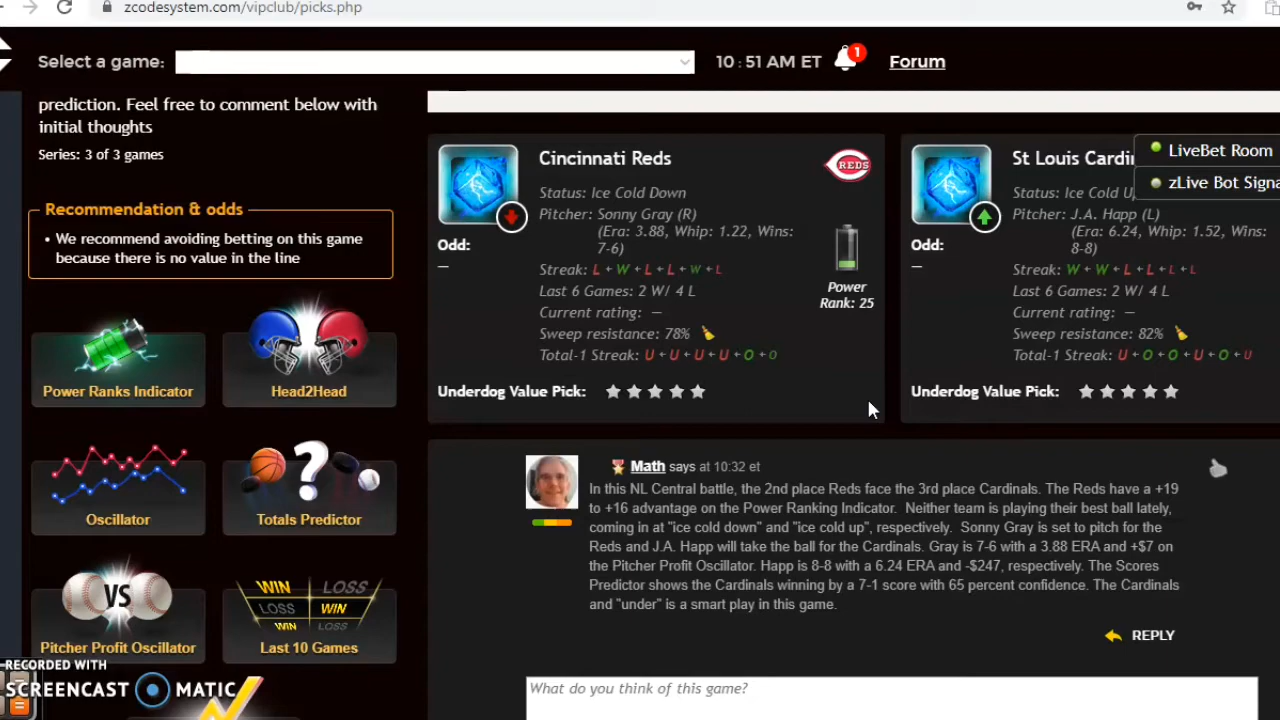 zcodesystem.com/vipclub/picks.php
Select a game:
10:51 AM ET
1
Forum
prediction. Feel free to comment below with
initial thoughts
Series: 3 of 3 games
Recommendation & odds
• We recommend avoiding betting on this game
because there is no value in the line
Power Ranks Indicator
Head2Head
Oscillator
?
Totals Predictor
VS
Pitcher Profit Oscillator
WIN LOSS
LOSS WIN
WIN LOSS
Last 10 Games
RECORDED WITH
SCREENCAST MATIC
Cincinnati Reds
REDS
Status: Ice Cold Down
Pitcher: Sonny Gray (R)
(Era: 3.88, Whip: 1.22, Wins:
7-6)
Odd:
—
Streak: L + W + L + L + W + L
Last 6 Games: 2 W/ 4 L
Current rating: —
Sweep resistance: 78%
Total-1 Streak: U + U + U + U + O + O
Power
Rank: 25
Underdog Value Pick:
St Louis Cardi
LiveBet Room
zLive Bot Signa
Status: Ice Cold U
Pitcher: J.A. Happ (L)
(Era: 6.24, Whip: 1.52, Wins:
8-8)
Odd:
—
Streak: W + W + L + L + L + L
Last 6 Games: 2 W/ 4 L
Current rating: —
Sweep resistance: 82%
Total-1 Streak: U + O + O + U + O + U
Underdog Value Pick:
Math says at 10:32 et
In this NL Central battle, the 2nd place Reds face the 3rd place Cardinals. The Reds have a +19
to +16 advantage on the Power Ranking Indicator. Neither team is playing their best ball lately,
coming in at "ice cold down" and "ice cold up", respectively. Sonny Gray is set to pitch for the
Reds and J.A. Happ will take the ball for the Cardinals. Gray is 7-6 with a 3.88 ERA and +$7 on
the Pitcher Profit Oscillator. Happ is 8-8 with a 6.24 ERA and -$247, respectively. The Scores
Predictor shows the Cardinals winning by a 7-1 score with 65 percent confidence. The Cardinals
and "under" is a smart play in this game.
REPLY
What do you think of this game?